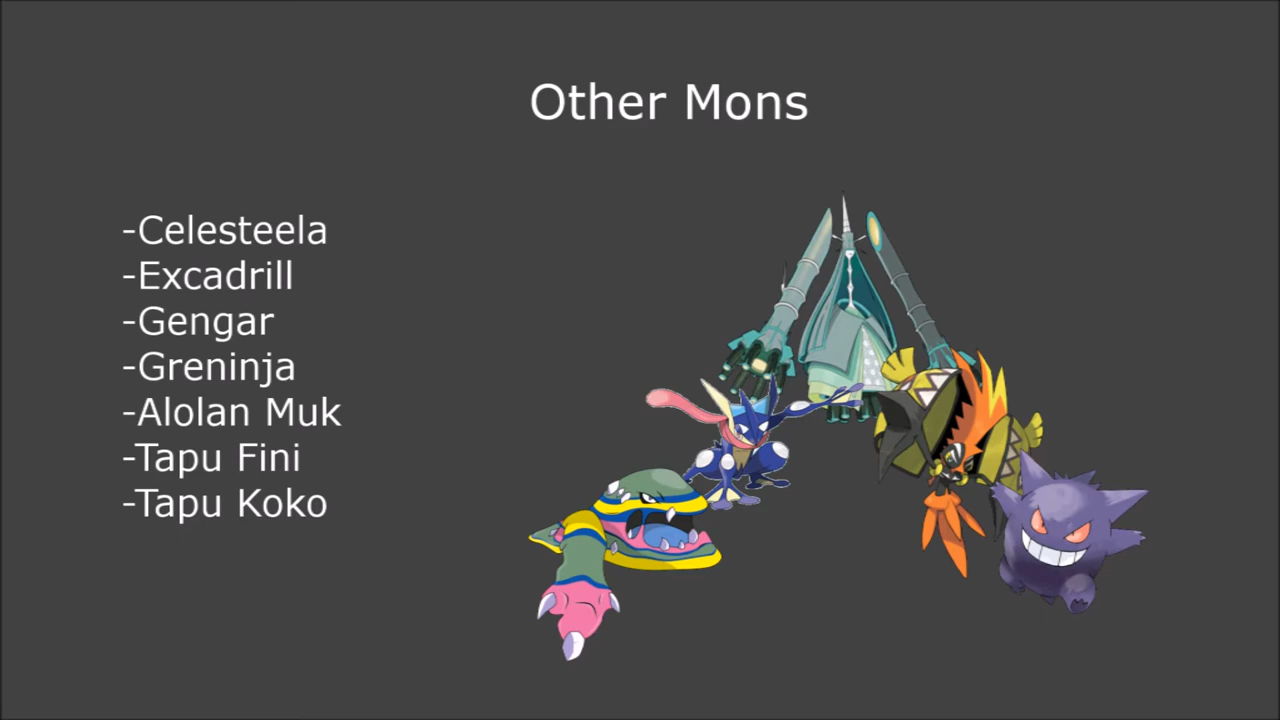 Other Mons
-Celesteela
-Excadrill
-Gengar
-Greninja
-Alolan Muk
-Tapu Fini
-Tapu Koko